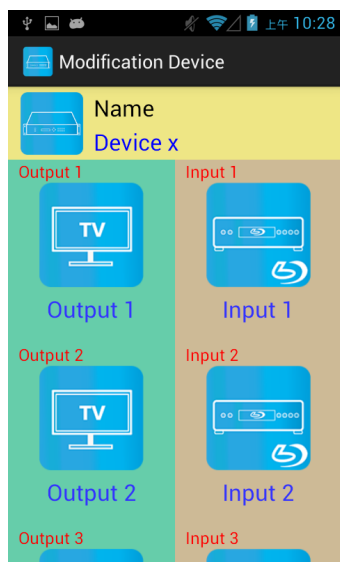 上午 10:28
Modification Device
Name
Device x
Output 1
Input 1
TV
Output 1
Input 1
Output 2
Input 2
TV
Output 2
Input 2
Output 3
Input 3